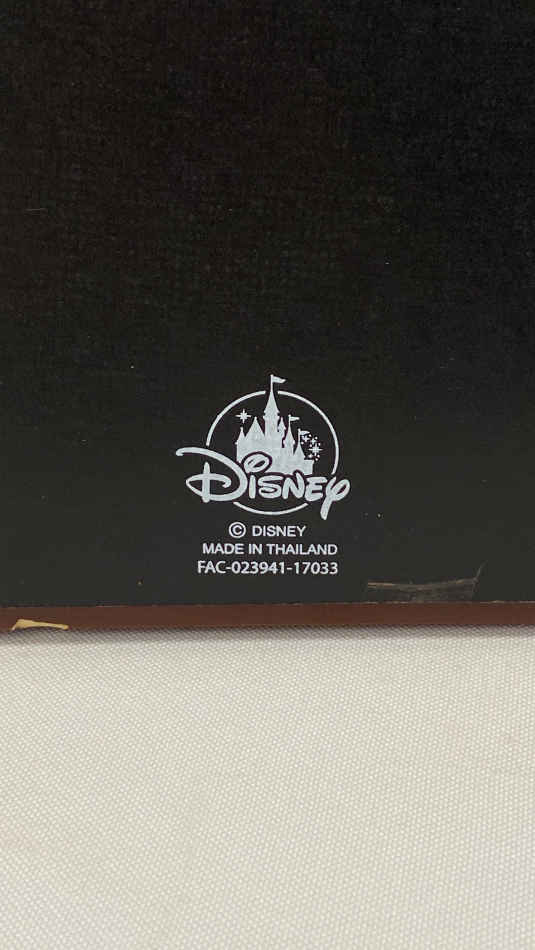 Disney
© DISNEY
MADE IN THAILAND
FAC-023941-17033